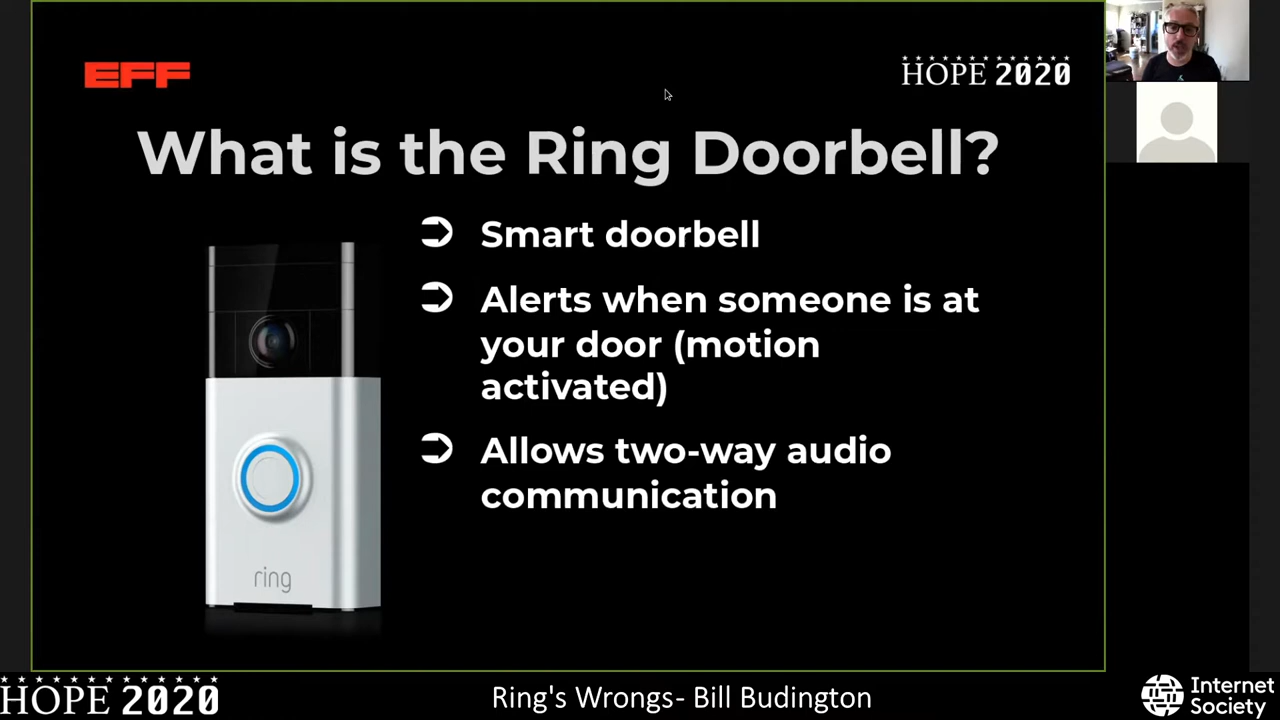 EFF
HOPE 2020
What is the Ring Doorbell?
➲ Smart doorbell
➲ Alerts when someone is at
your door (motion
activated)
➲ Allows two-way audio
communication
ring
HOPE 2020
Ring's Wrongs- Bill Budington
Internet
Society